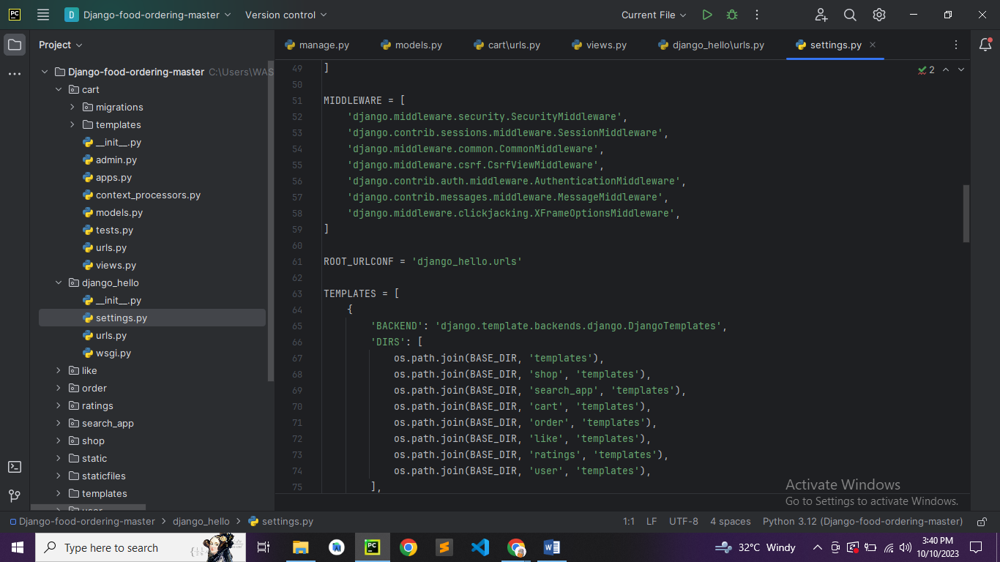 PC
D Django-food-ordering-master
Version control
Current File
Project
manage.py
models.py
cart\urls.py
views.py
django_hello\urls.py
settings.py
Django-food-ordering-master C:\Users\WAS
cart
migrations
templates
__init__.py
admin.py
apps.py
context_processors.py
models.py
tests.py
urls.py
views.py
django_hello
__init__.py
settings.py
urls.py
wsgi.py
like
order
ratings
search_app
shop
static
staticfiles
templates
user
2
49 ]
50
51 MIDDLEWARE = [
52 'django.middleware.security.SecurityMiddleware',
53 'django.contrib.sessions.middleware.SessionMiddleware',
54 'django.middleware.common.CommonMiddleware',
55 'django.middleware.csrf.CsrfViewMiddleware',
56 'django.contrib.auth.middleware.AuthenticationMiddleware',
57 'django.contrib.messages.middleware.MessageMiddleware',
58 'django.middleware.clickjacking.XFrameOptionsMiddleware',
59 ]
60
61 ROOT_URLCONF = 'django_hello.urls'
62
63 TEMPLATES = [
64 {
65 'BACKEND': 'django.template.backends.django.DjangoTemplates',
66 'DIRS': [
67 os.path.join(BASE_DIR, 'templates'),
68 os.path.join(BASE_DIR, 'shop', 'templates'),
69 os.path.join(BASE_DIR, 'search_app', 'templates'),
70 os.path.join(BASE_DIR, 'cart', 'templates'),
71 os.path.join(BASE_DIR, 'order', 'templates'),
72 os.path.join(BASE_DIR, 'like', 'templates'),
73 os.path.join(BASE_DIR, 'ratings', 'templates'),
74 os.path.join(BASE_DIR, 'user', 'templates'),
75 ],
Activate Windows
Go to Settings to activate Windows.
Django-food-ordering-master > django_hello > settings.py
1:1 LF UTF-8 4 spaces Python 3.12 (Django-food-ordering-master)
Type here to search
PC
W
32°C Windy
3:40 PM
10/10/2023